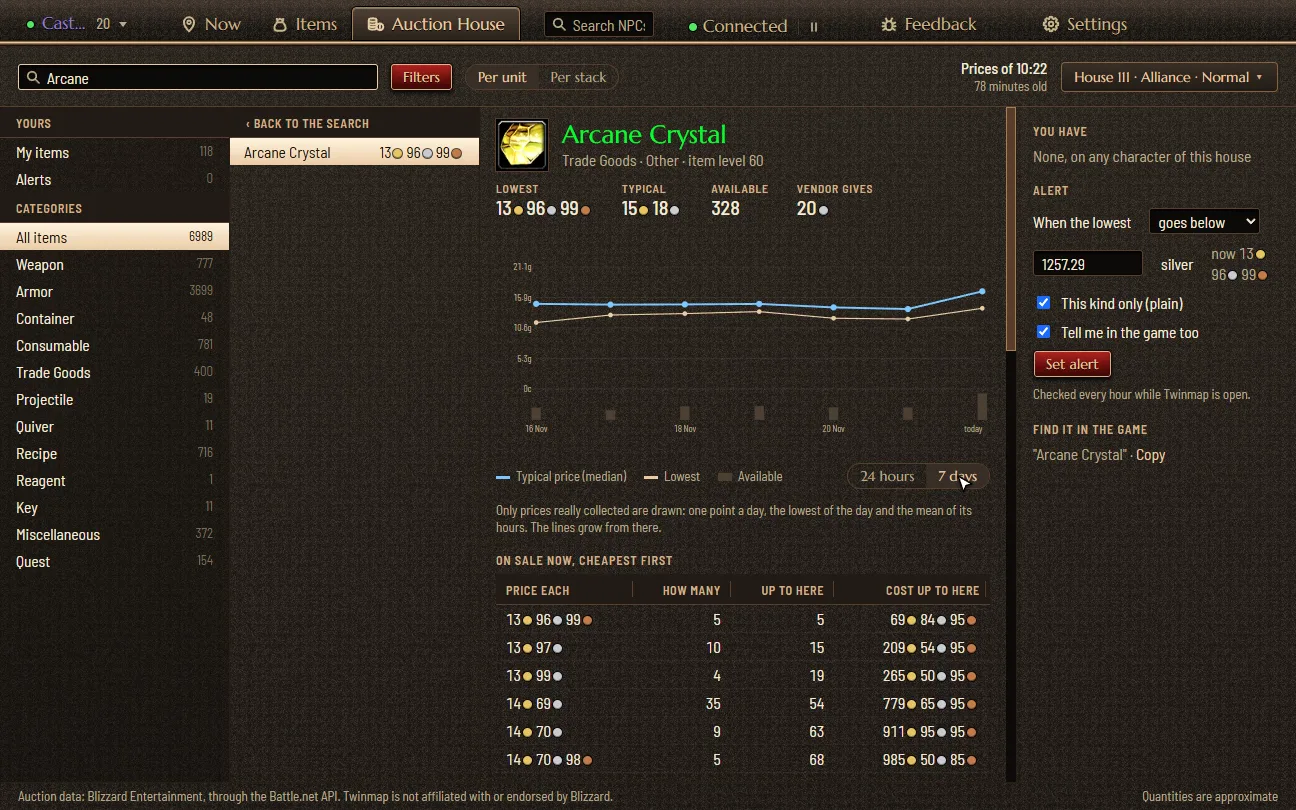 Cast... 20 Now Items Auction House Search NPC: Connected Feedback Settings
Arcane Filters Per unit Per stack Prices of 10:22 House III · Alliance · Normal
78 minutes old
YOURS
My items 118
Alerts 0
CATEGORIES
All items 6989
Weapon 777
Armor 3899
Container 48
Consumable 781
Trade Goods 400
Projectile 19
Quiver 11
Recipe 716
Reagent 1
Key 11
Miscellaneous 372
Quest 154
‹ BACK TO THE SEARCH
Arcane Crystal 13 96 99
Arcane Crystal
Trade Goods · Other · item level 60
LOWEST TYPICAL AVAILABLE VENDOR GIVES
13 96 99 15 18 328 20
21.1g
15.8g
10.6g
5.3g
0c
16 Nov 18 Nov 20 Nov today
Typical price (median) Lowest Available 24 hours 7 days
Only prices really collected are drawn: one point a day, the lowest of the day and the mean of its
hours. The lines grow from there.
ON SALE NOW, CHEAPEST FIRST
PRICE EACH HOW MANY UP TO HERE COST UP TO HERE
13 96 99 5 5 69 84 95
13 97 10 15 209 54 95
13 99 4 19 265 50 95
14 69 35 54 779 65 95
14 70 9 63 911 95 95
14 70 98 5 68 985 50 85
YOU HAVE
None, on any character of this house
ALERT
When the lowest goes below
1257.29 silver now 13
96 99
This kind only (plain)
Tell me in the game too
Set alert
Checked every hour while Twinmap is open.
FIND IT IN THE GAME
"Arcane Crystal" · Copy
Auction data: Blizzard Entertainment, through the Battle.net API. Twinmap is not affiliated with or endorsed by Blizzard. Quantities are approximate